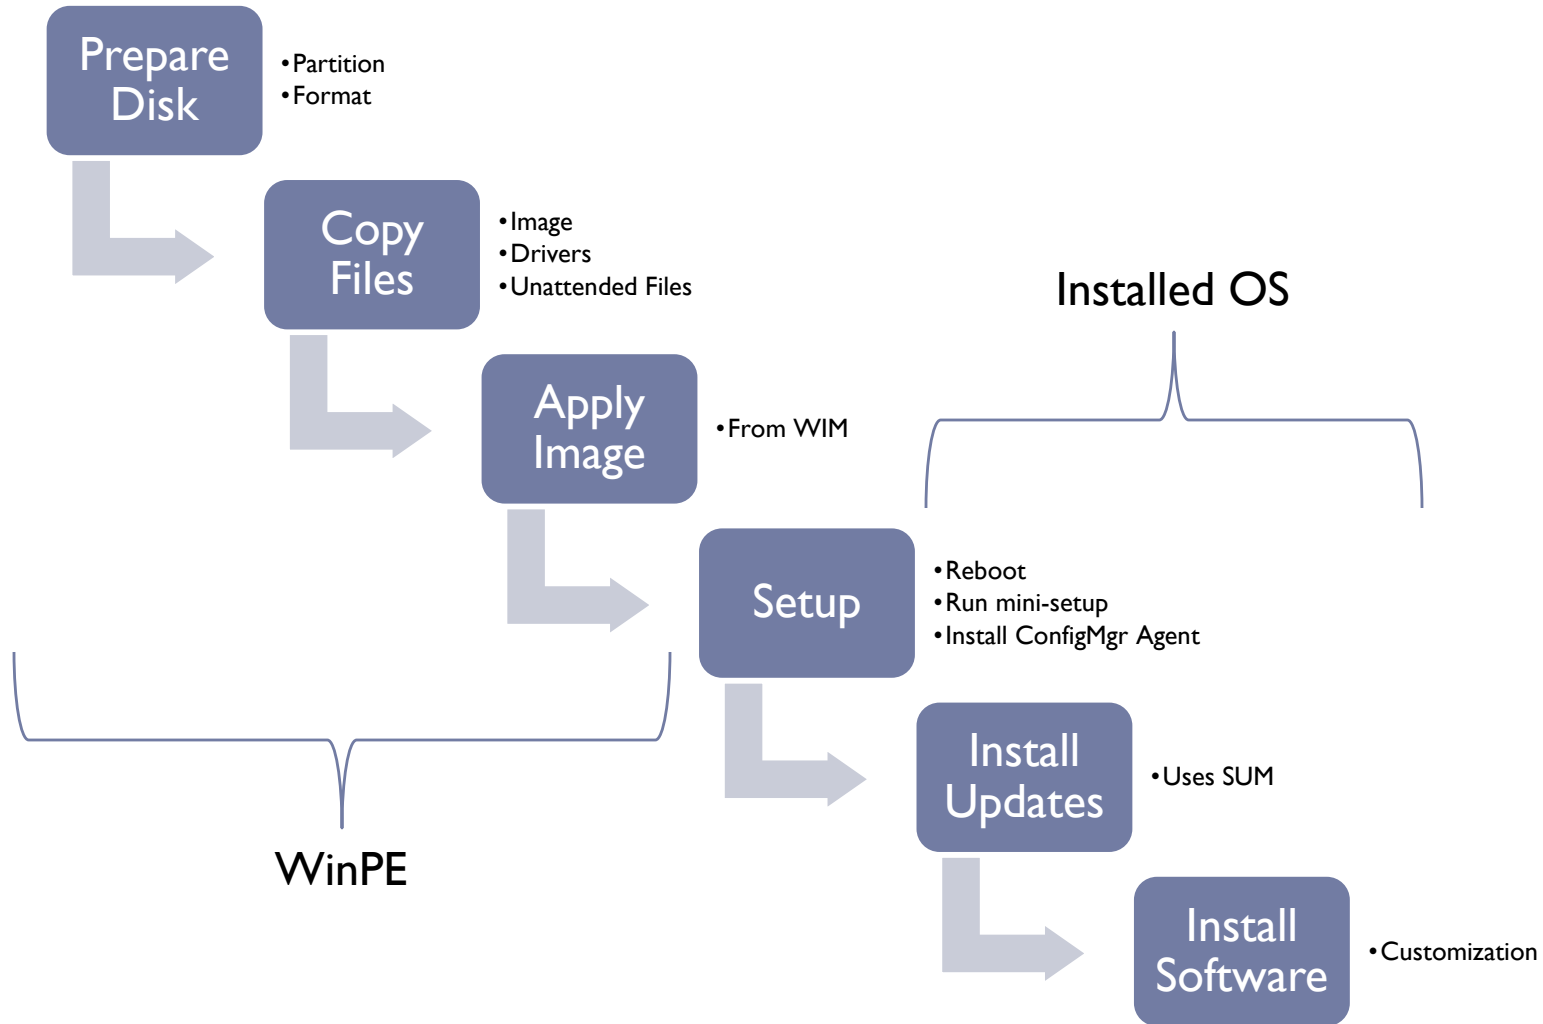 Prepare
Disk
•Partition
•Format
Copy
Files
•Image
•Drivers
•Unattended Files
Installed OS
Apply
Image
•From WIM
Setup
•Reboot
•Run mini-setup
•Install ConfigMgr Agent
WinPE
Install
Updates
•Uses SUM
Install
Software
•Customization